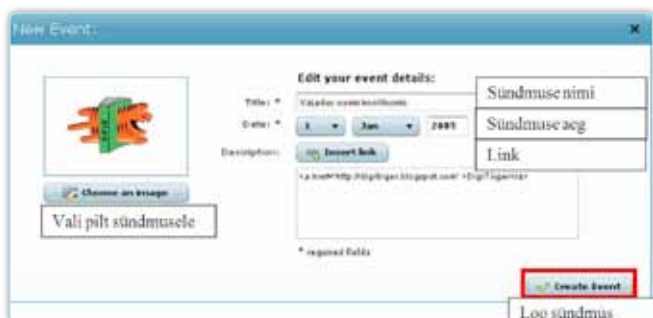 New Event:
Edit your event details:
Title: *
Sündmuse nimi
Date: * 1 Jan 2009
Sündmuse aeg
Description: Insert link
Link
Choose an image
Vali pilt sündmusele
* required fields
Create Event
Loo sündmus